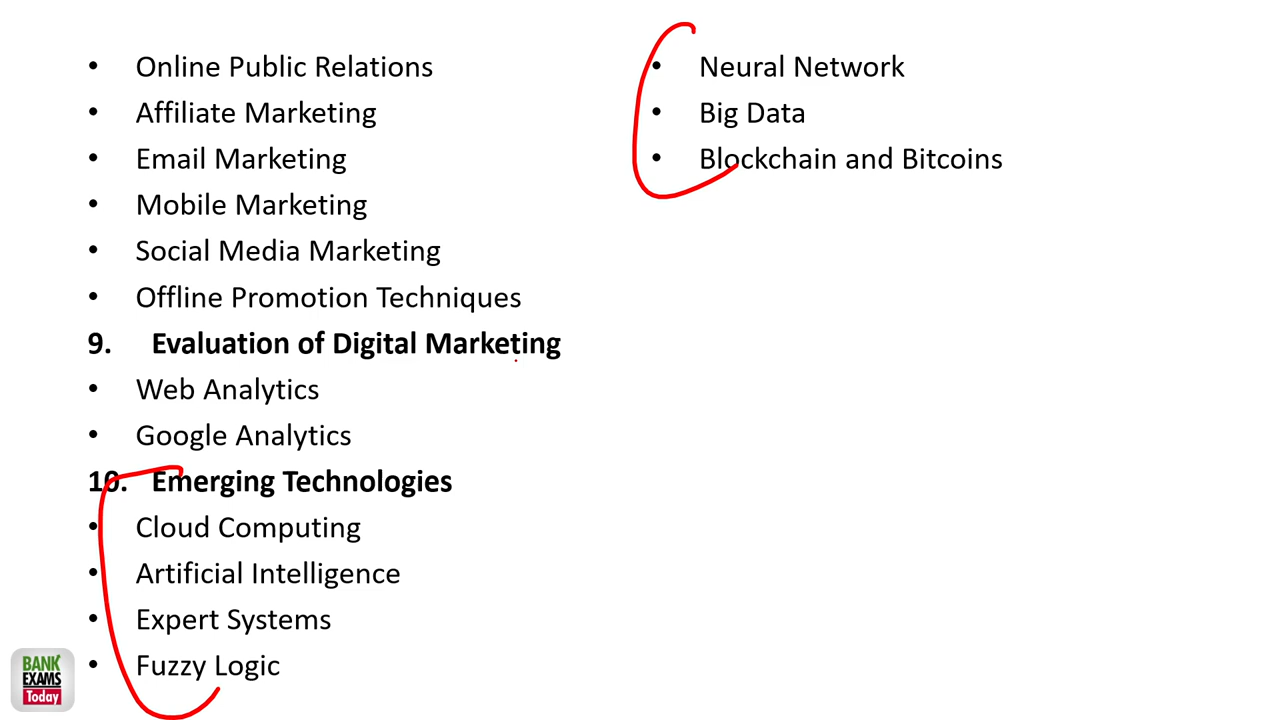 • Online Public Relations
• Affiliate Marketing
• Email Marketing
• Mobile Marketing
• Social Media Marketing
• Offline Promotion Techniques
9. Evaluation of Digital Marketing
• Web Analytics
• Google Analytics
10. Emerging Technologies
• Cloud Computing
• Artificial Intelligence
• Expert Systems
• Fuzzy Logic
• Neural Network
• Big Data
• Blockchain and Bitcoins
BANK
EXAMS
Today